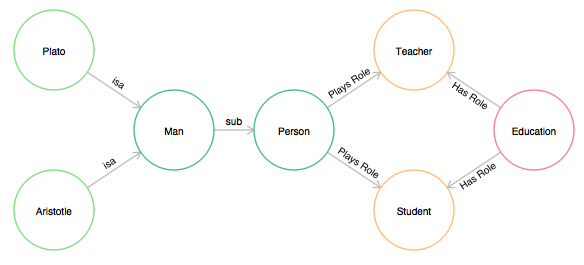 Plato
Teacher
isa
Plays Role
Has Role
Man
sub
Person
Education
isa
Plays Role
Has Role
Aristotle
Student